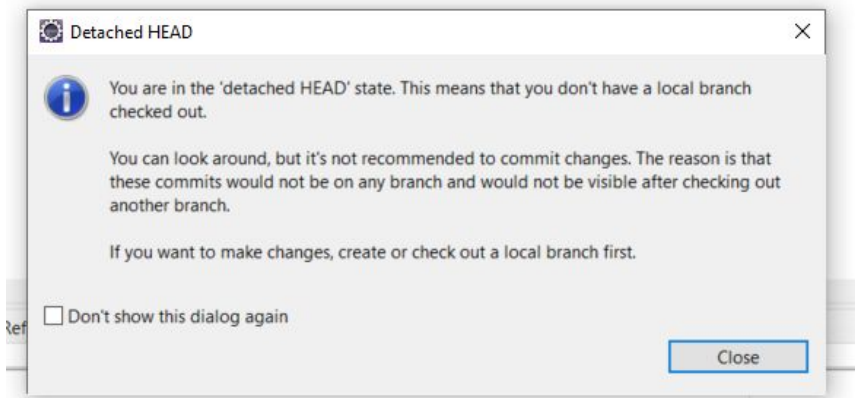 Detached HEAD
You are in the 'detached HEAD' state. This means that you don't have a local branch
checked out.
You can look around, but it's not recommended to commit changes. The reason is that
these commits would not be on any branch and would not be visible after checking out
another branch.
If you want to make changes, create or check out a local branch first.
Don't show this dialog again
Ref
Close